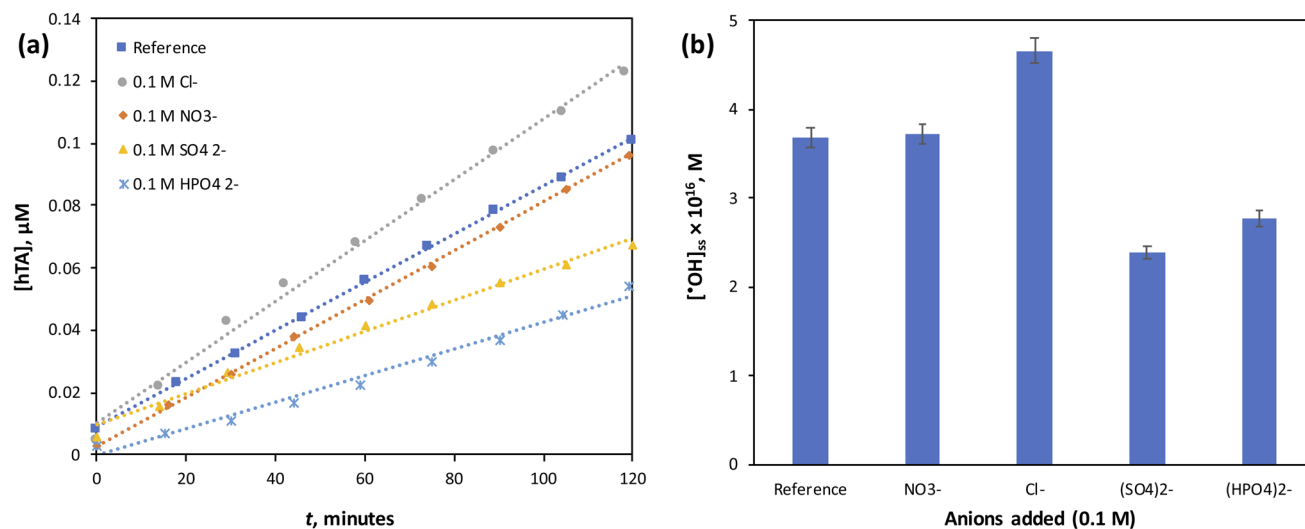 (a)
[hTA], µM
0.14
0.12
0.1
0.08
0.06
0.04
0.02
0
Reference
0.1 M Cl-
0.1 M NO3-
0.1 M SO4 2-
0.1 M HPO4 2-
0 20 40 60 80 100 120
t, minutes
(b)
[•OH]ss × 10^16, M
5
4
3
2
1
0
Reference NO3- Cl- (SO4)2- (HPO4)2-
Anions added (0.1 M)